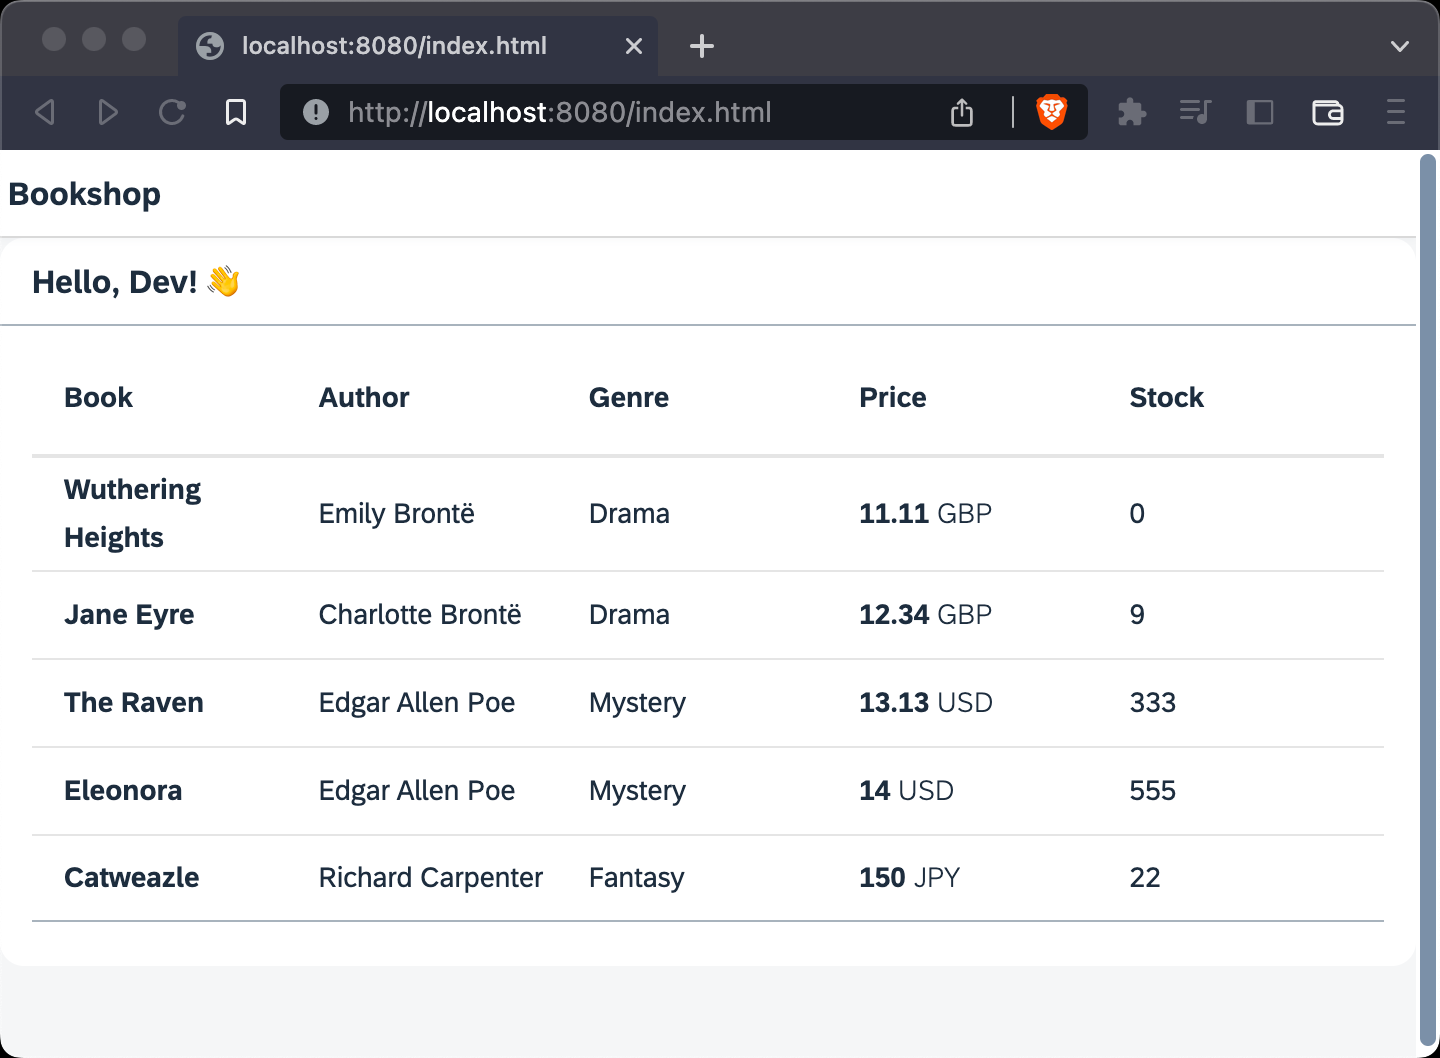 localhost:8080/index.html
http://localhost:8080/index.html
Bookshop
Hello, Dev! 👋
Book Author Genre Price Stock
Wuthering
Heights Emily Brontë Drama 11.11 GBP 0
Jane Eyre Charlotte Brontë Drama 12.34 GBP 9
The Raven Edgar Allen Poe Mystery 13.13 USD 333
Eleonora Edgar Allen Poe Mystery 14 USD 555
Catweazle Richard Carpenter Fantasy 150 JPY 22